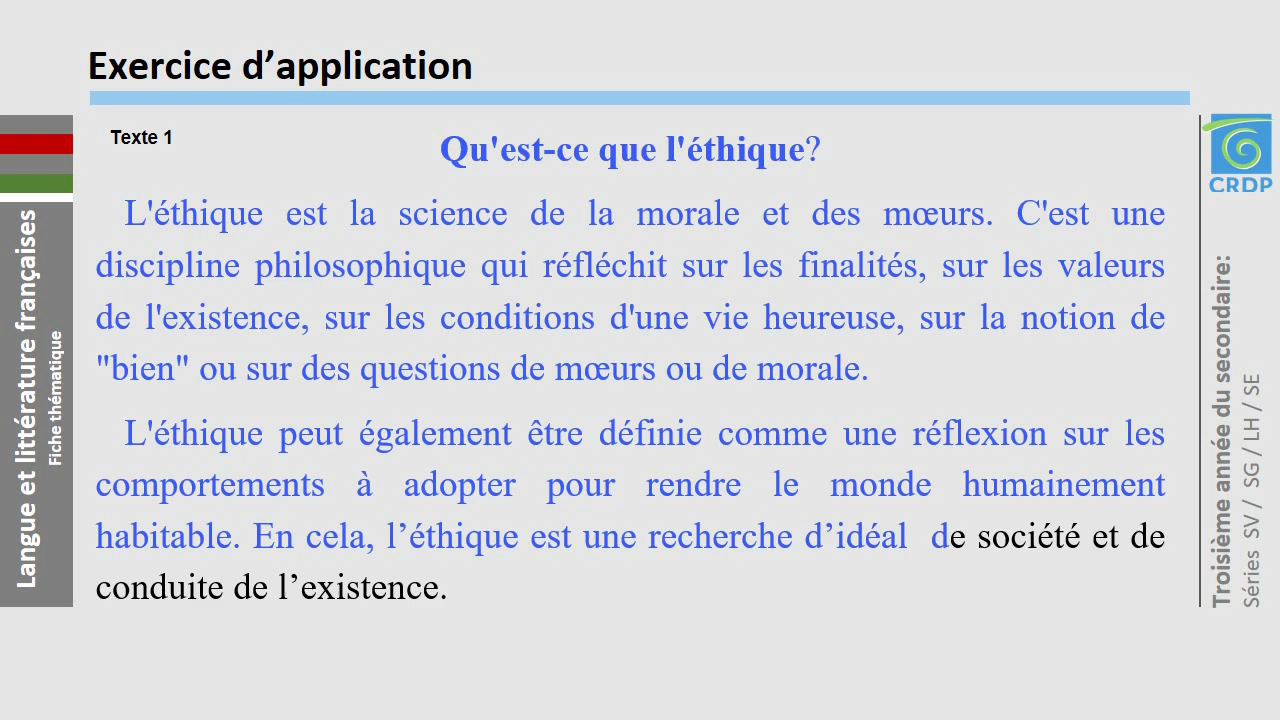 Exercice d’application
Texte 1
Qu'est-ce que l'éthique?
L'éthique est la science de la morale et des mœurs. C'est une
discipline philosophique qui réfléchit sur les finalités, sur les valeurs
de l'existence, sur les conditions d'une vie heureuse, sur la notion de
"bien" ou sur des questions de mœurs ou de morale.
L'éthique peut également être définie comme une réflexion sur les
comportements à adopter pour rendre le monde humainement
habitable. En cela, l’éthique est une recherche d’idéal de société et de
conduite de l’existence.
Langue et littérature françaises
Fiche thématique
CRDP
Troisième année du secondaire:
Séries SV / SG / LH / SE